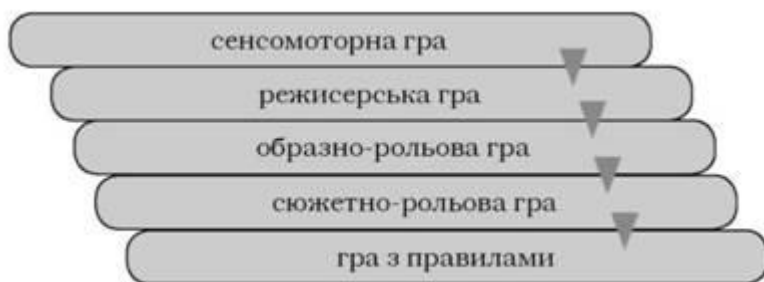 сенсомоторна гра
режисерська гра
образно-рольова гра
сюжетно-рольова гра
гра з правилами